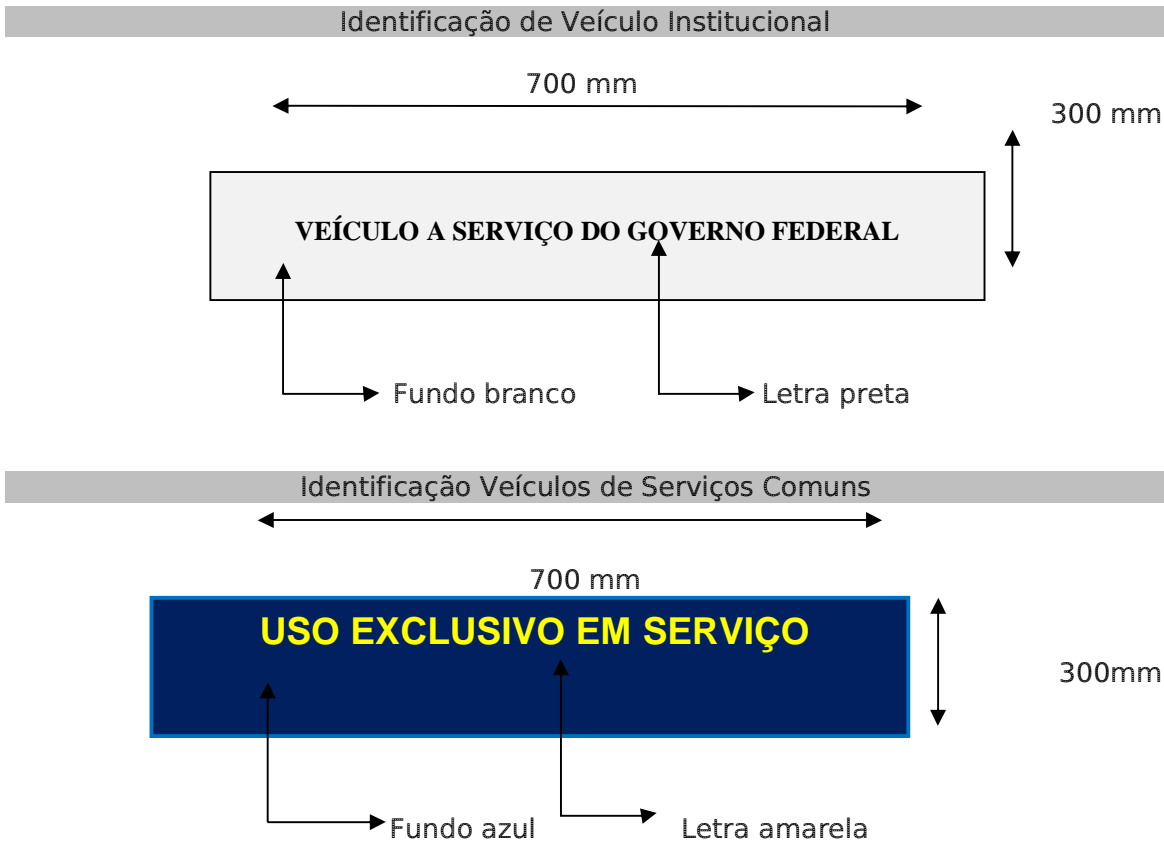 Identificação de Veículo Institucional
700 mm
300 mm
VEÍCULO A SERVIÇO DO GOVERNO FEDERAL
Fundo branco
Letra preta
Identificação Veículos de Serviços Comuns
700 mm
USO EXCLUSIVO EM SERVIÇO
300mm
Fundo azul
Letra amarela